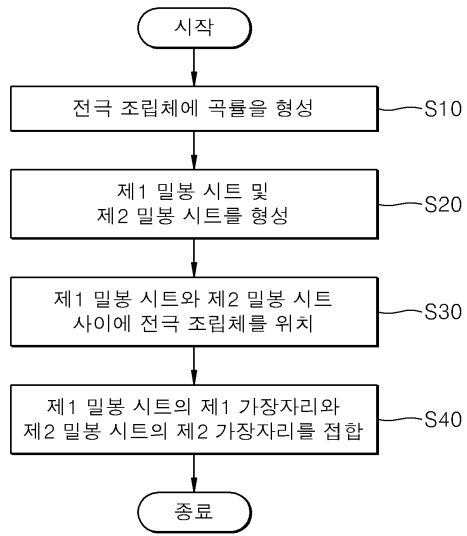 시작
전극 조립체에 곡률을 형성
S10
제1 밀봉 시트 및
제2 밀봉 시트를 형성
S20
제1 밀봉 시트와 제2 밀봉 시트
사이에 전극 조립체를 위치
S30
제1 밀봉 시트의 제1 가장자리와
제2 밀봉 시트의 제2 가장자리를 접합
S40
종료